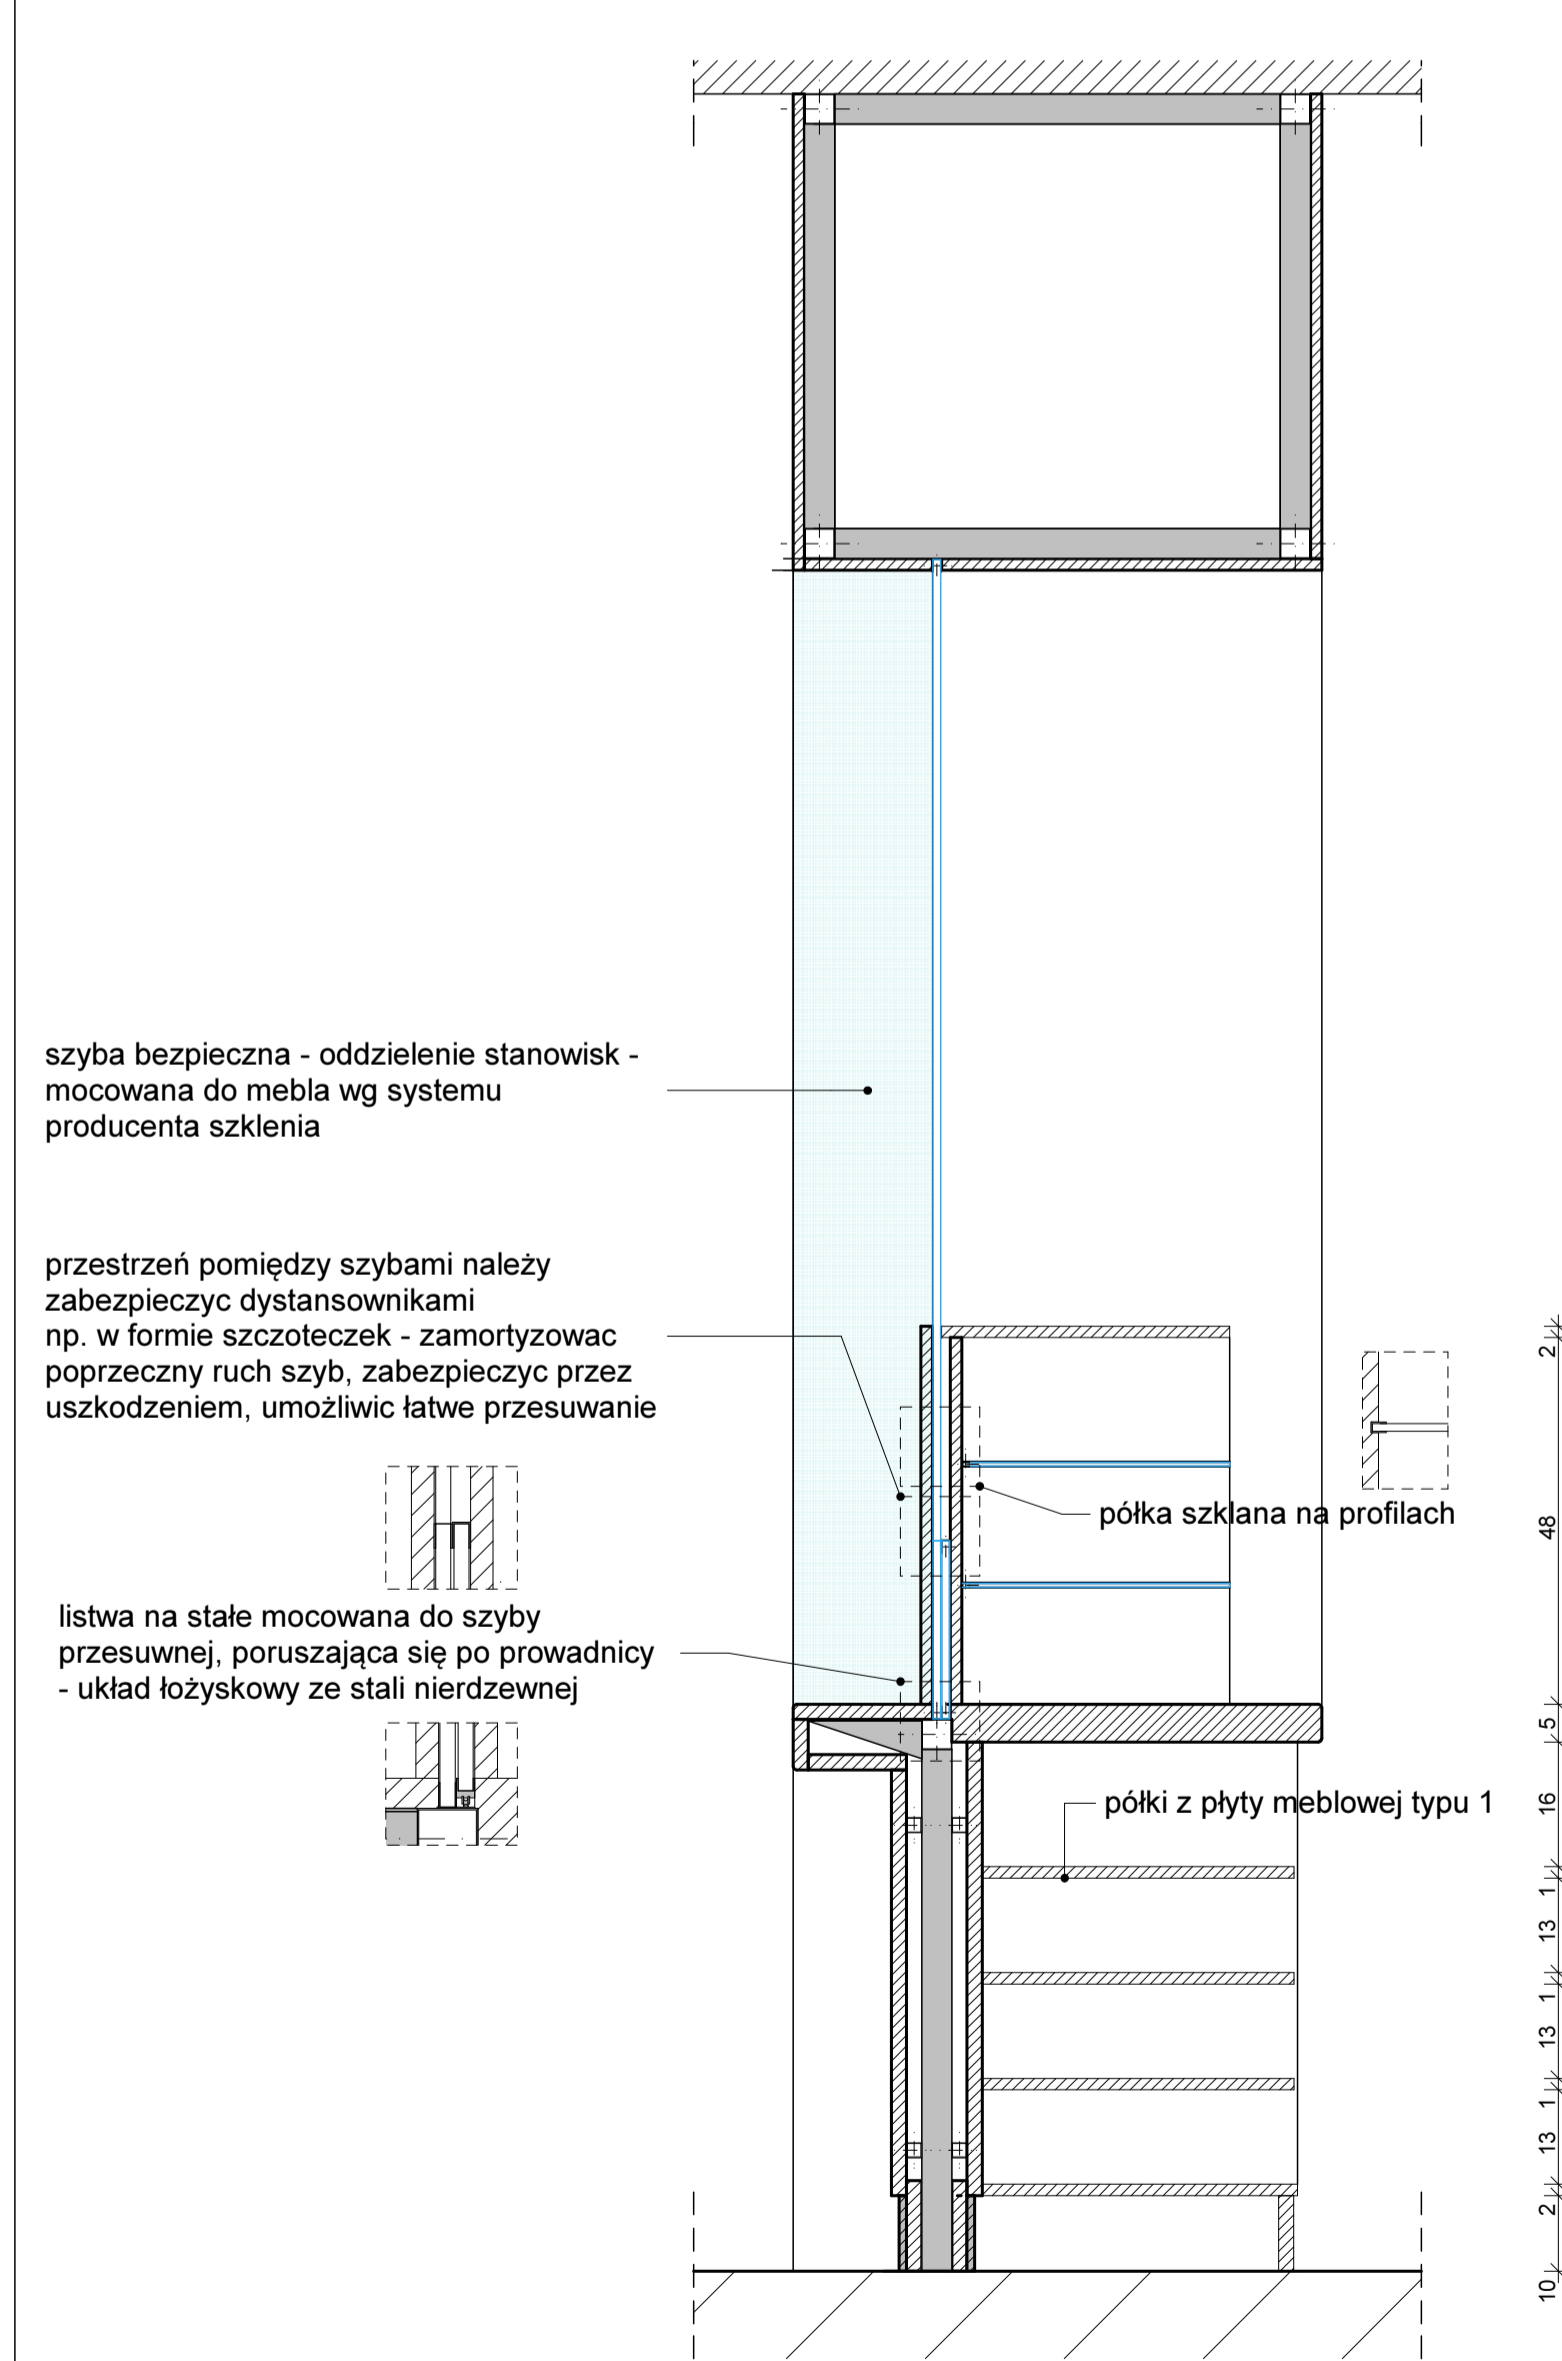 szyba bezpieczna - oddzielenie stanowisk -
mocowana do mebla wg systemu
producenta szklenia
przestrzeń pomiędzy szybami należy
zabezpieczyc dystansownikami
np. w formie szczoteczek - zamortyzowac
poprzeczny ruch szyb, zabezpieczyc przez
uszkodzeniem, umożliwic łatwe przesuwanie
półka szklana na profilach
listwa na stałe mocowana do szyby
przesuwnej, poruszająca się po prowadnicy
- układ łożyskowy ze stali nierdzewnej
półki z płyty meblowej typu 1
2
48
5
16
1
13
1
13
1
13
2
10